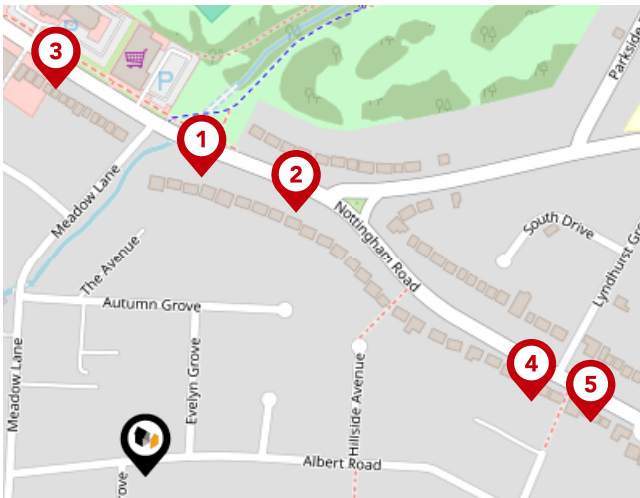 3
P
P
Parkside
1
2
Meadow Lane
Nottingham Road
South Drive
The Avenue
Lyndhurst Gro
Autumn Grove
Meadow Lane
Evelyn Grove
Hillside Avenue
4
5
Albert Road
rove